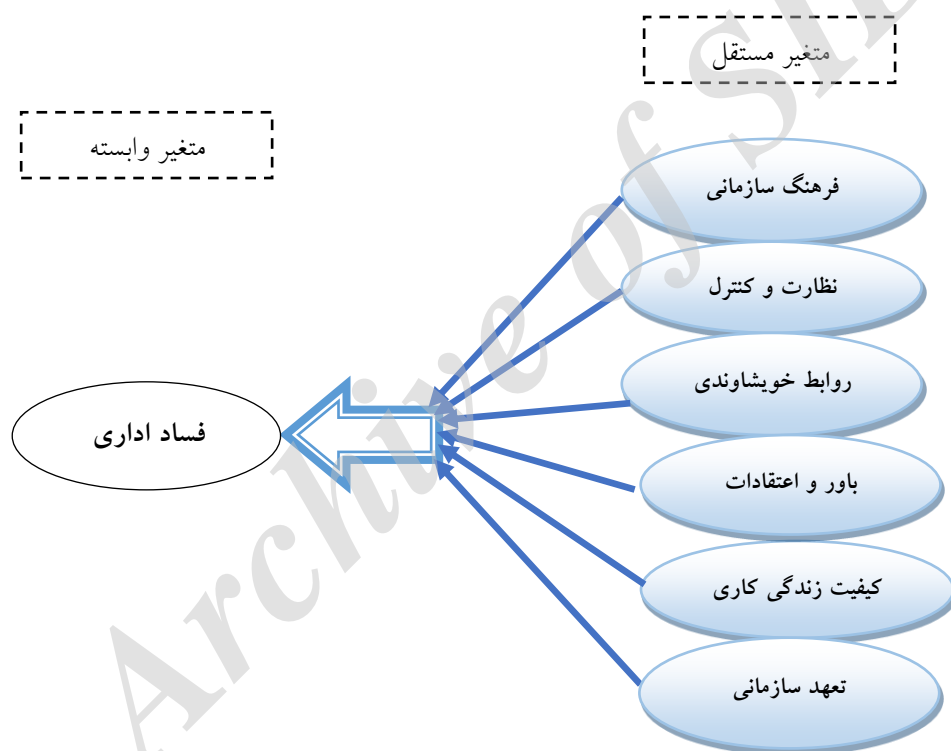 متغیر مستقل
متغیر وابسته
فرهنگ سازمانی
نظارت و کنترل
روابط خویشاوندی
فساد اداری
باور و اعتقادات
کیفیت زندگی کاری
تعهد سازمانی
Archive of SI